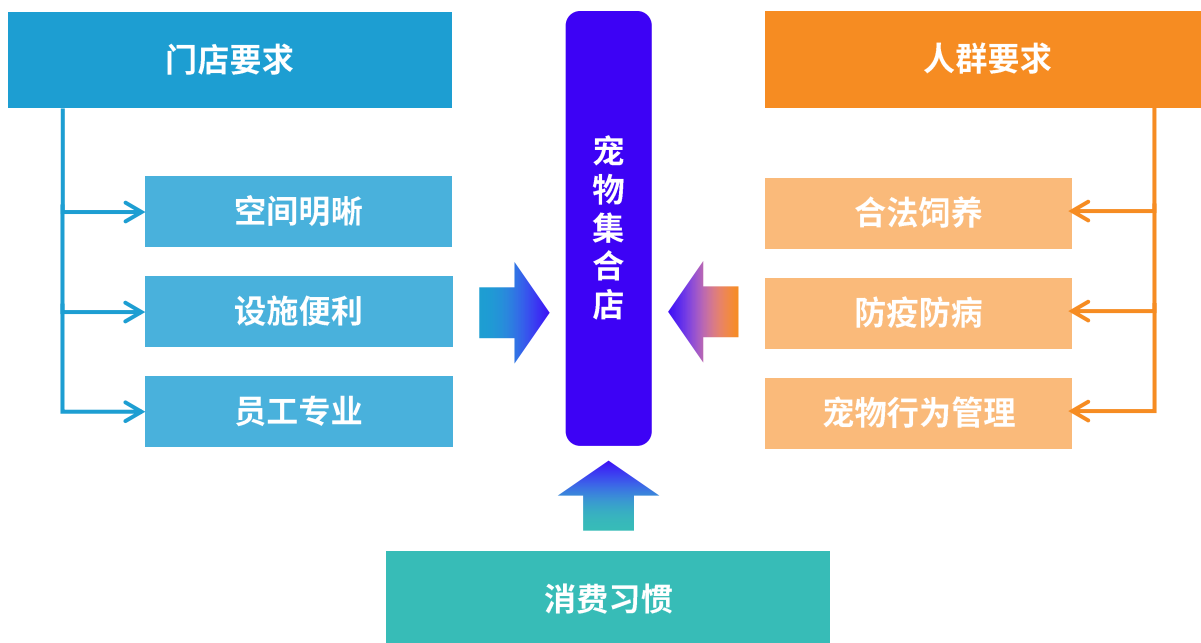 门店要求
空间明晰
设施便利
员工专业
宠物集合店
人群要求
合法饲养
防疫防病
宠物行为管理
消费习惯